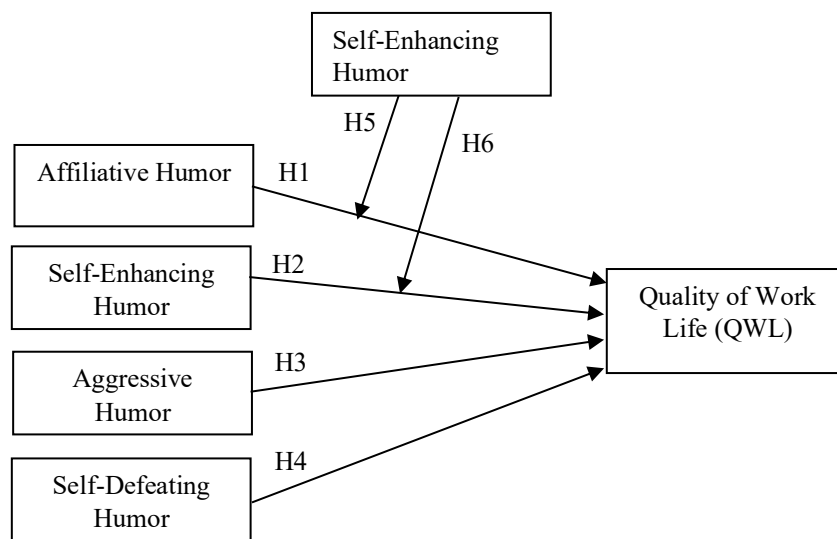 Self-Enhancing
Humor
H5
H6
Affiliative Humor
H1
Self-Enhancing
Humor
H2
Quality of Work
Life (QWL)
Aggressive
Humor
H3
Self-Defeating
Humor
H4